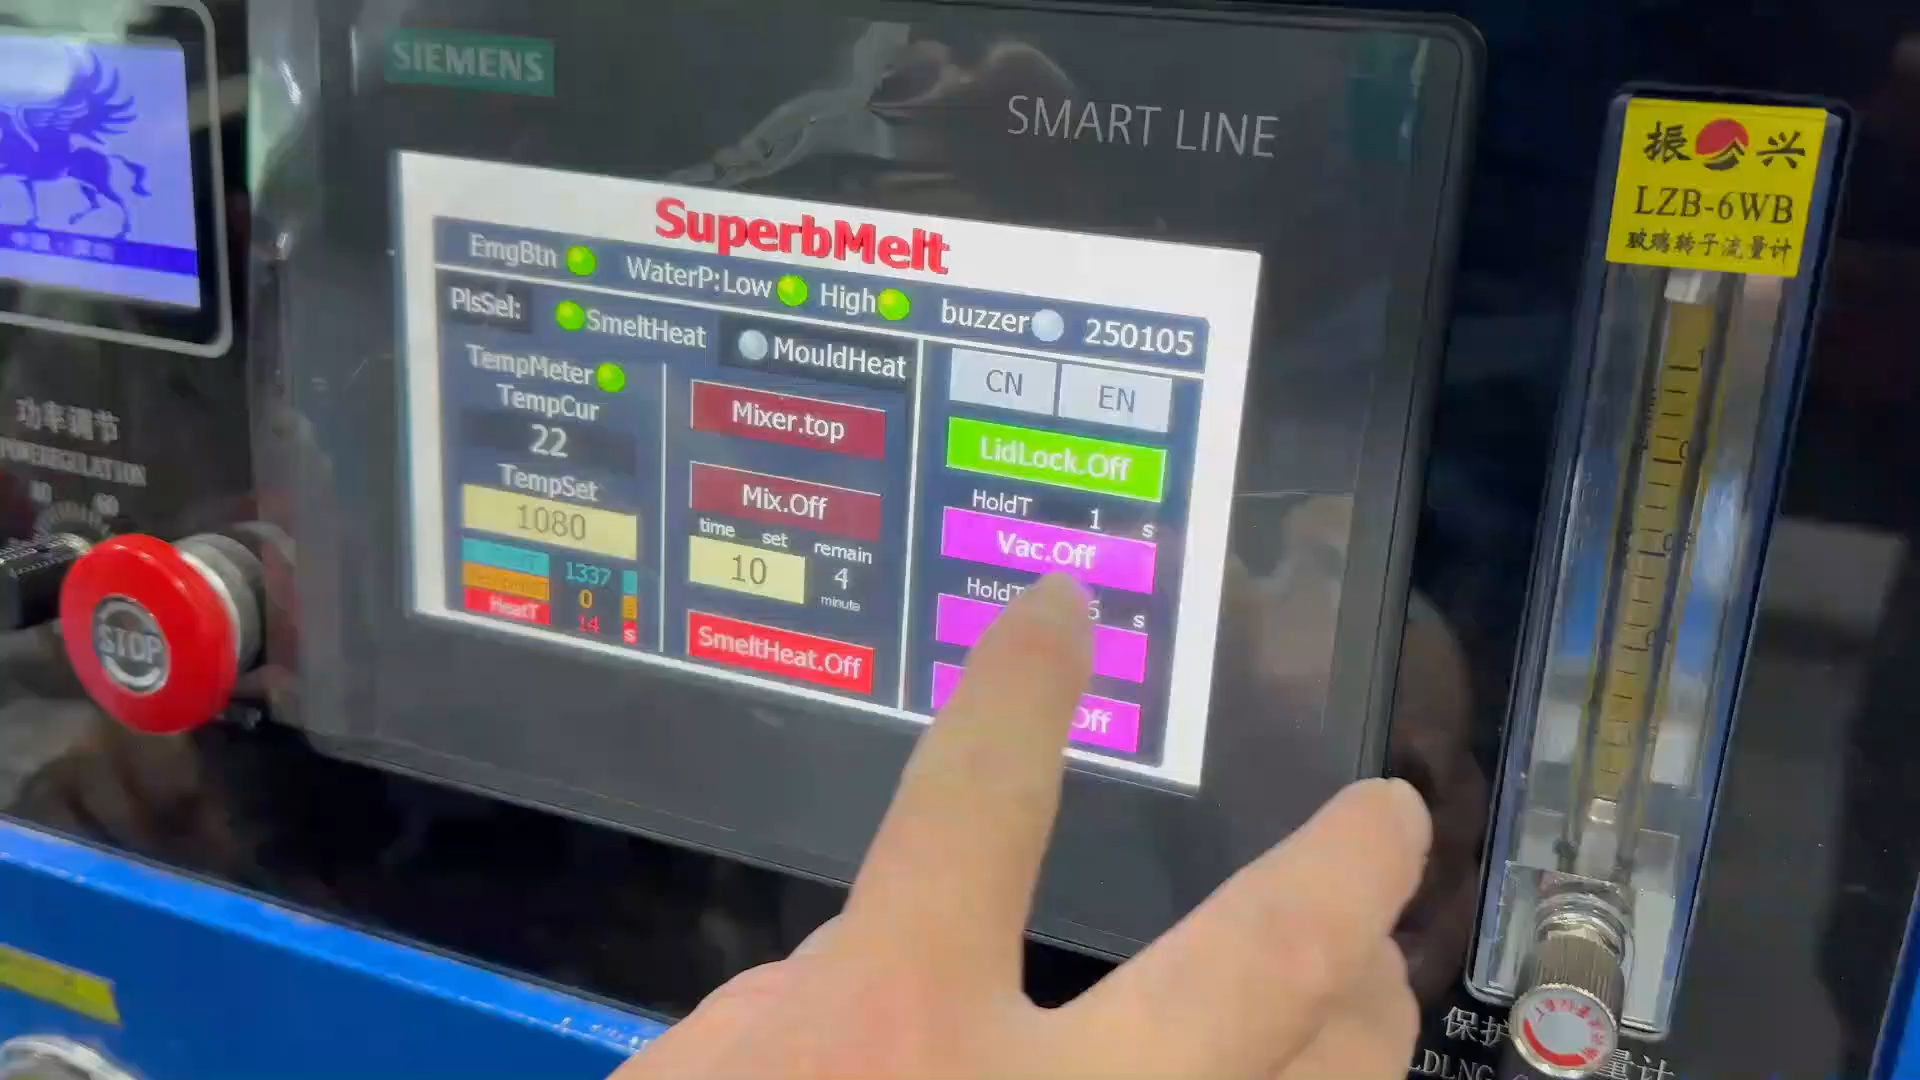 SIEMENS
SMART LINE
SuperbMelt
EmgBtn WaterP:Low High buzzer 250105
PlsSel: SmeltHeat MouldHeat
CN EN
TempMeter
TempCur
22
TempSet
1080
1337
0
HeatT 14 s
Mixer.top
Mix.Off
time set remain
10 4
minute
SmeltHeat.Off
LidLock.Off
HoldT 1 s
Vac.Off
HoldT s
Off
振兴
LZB-6WB
玻璃转子流量计
功率调节
STOP
保护
量计